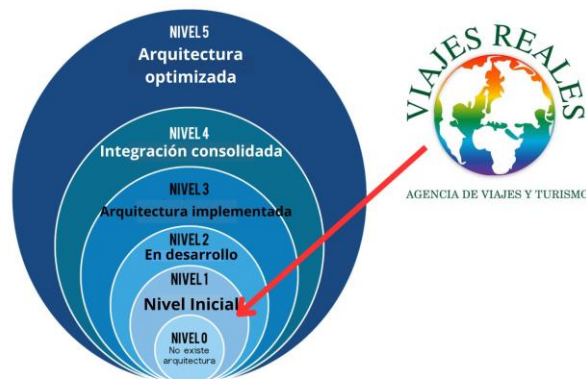 NIVEL 5
Arquitectura
optimizada
NIVEL 4
Integración consolidada
NIVEL 3
Arquitectura implementada
NIVEL 2
En desarrollo
NIVEL 1
Nivel Inicial
NIVEL 0
No existe
arquitectura
VIAJES REALES
AGENCIA DE VIAJES Y TURISMO